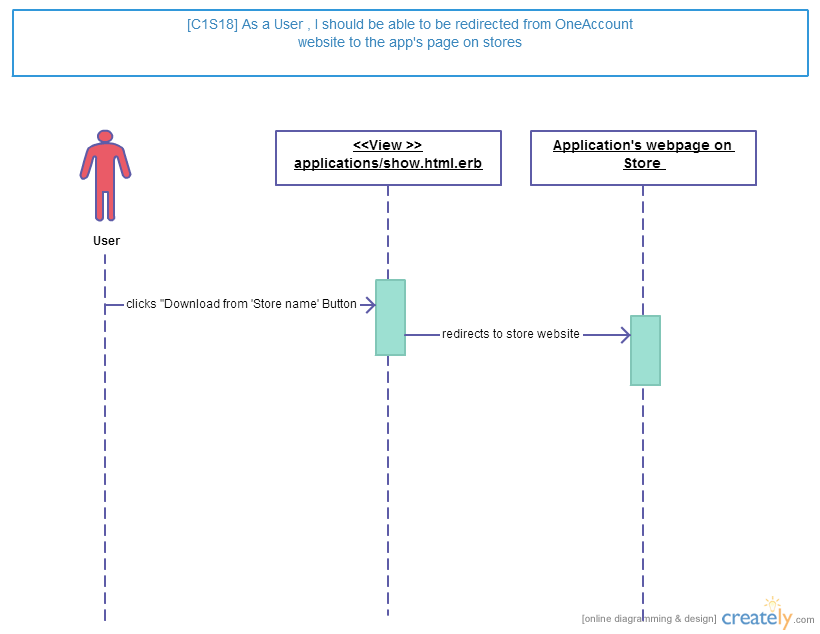 [C1S18] As a User , I should be able to be redirected from OneAccount
website to the app's page on stores
<<View >>
applications/show.html.erb
Application's webpage on
Store
User
clicks "Download from 'Store name' Button
redirects to store website
[online diagramming & design] creately.com